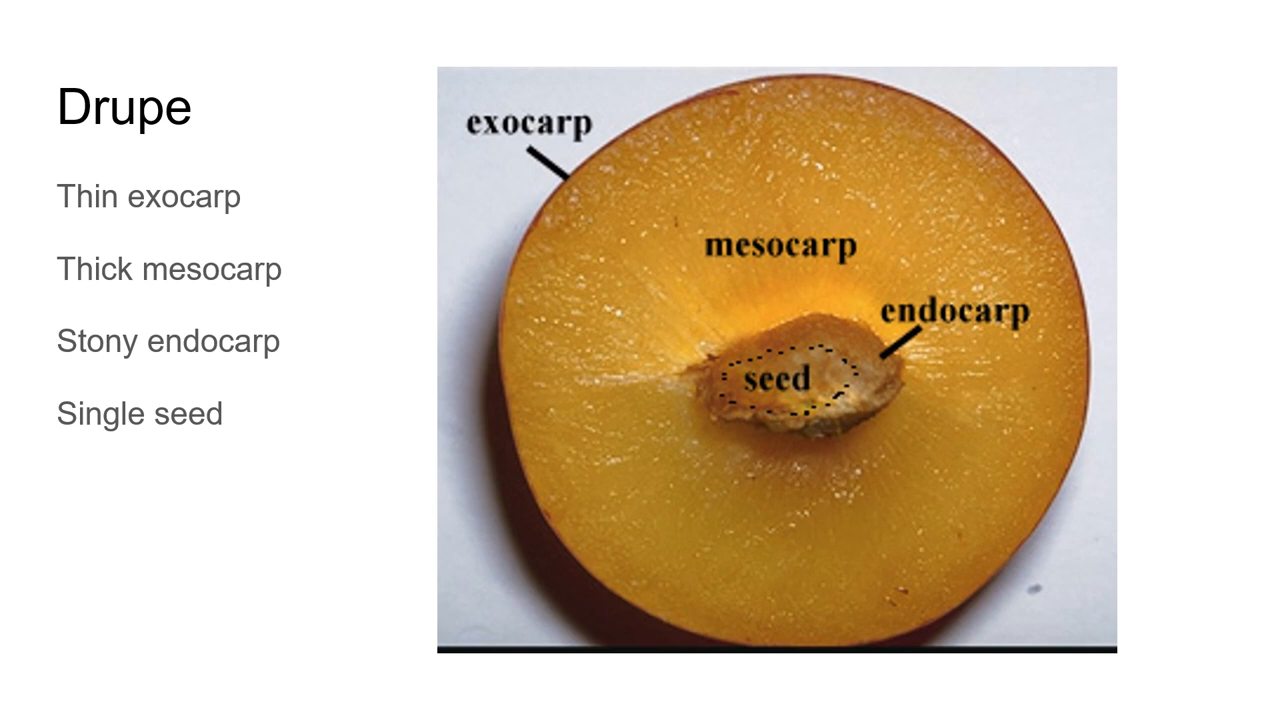 Drupe
Thin exocarp
Thick mesocarp
Stony endocarp
Single seed
exocarp
mesocarp
endocarp
seed